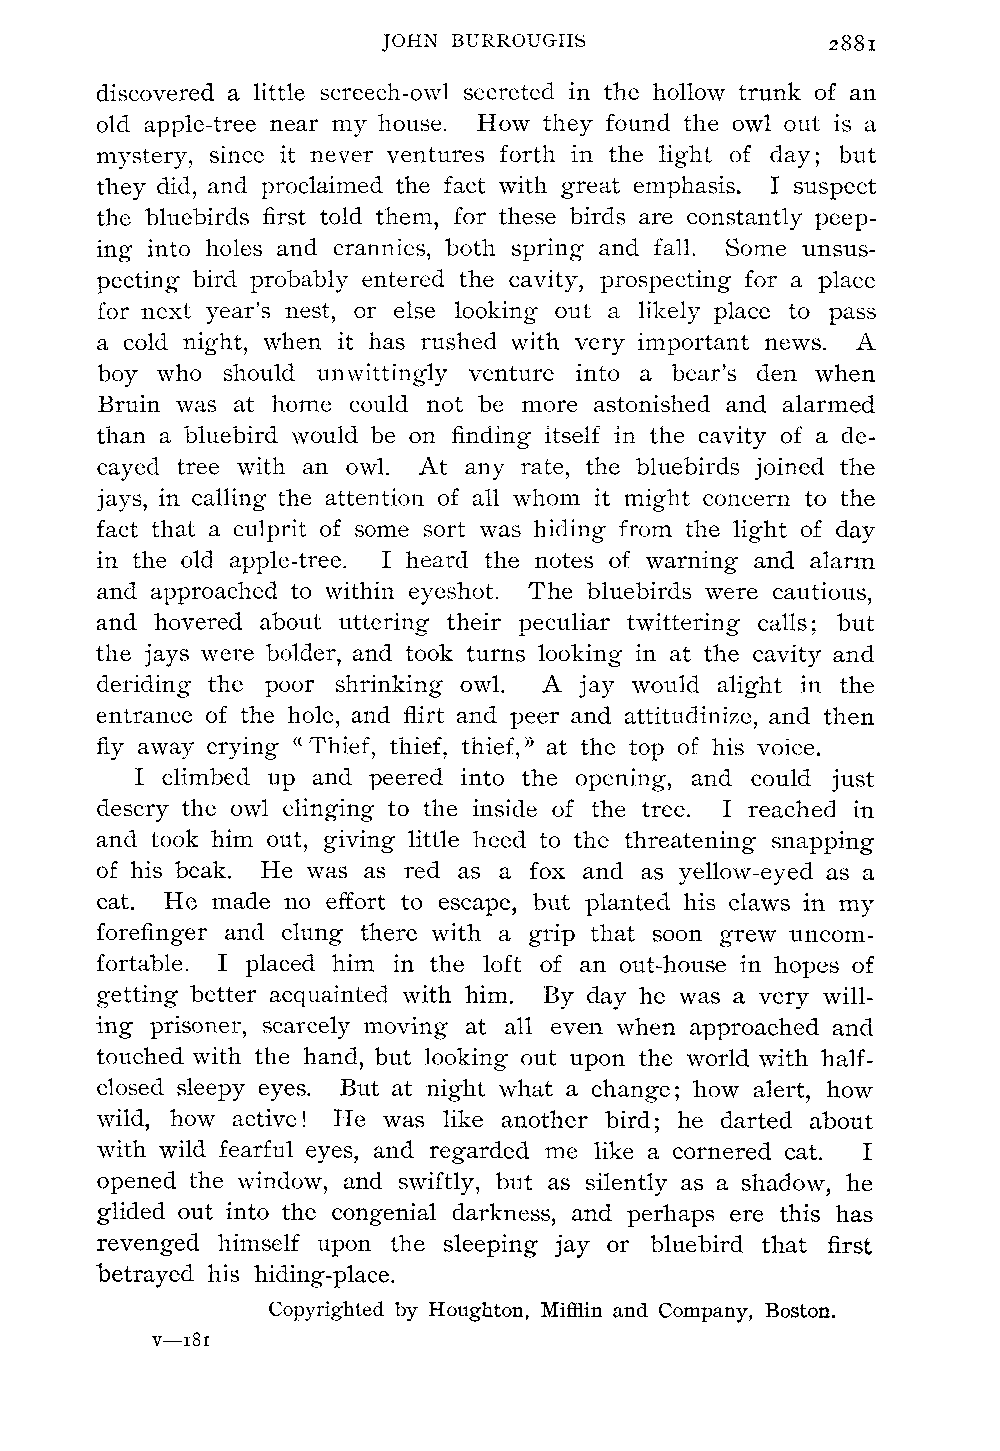 JOHN BURROUGHS 2881
discovered a little screech-owl secreted in the hollow trunk of an
old apple-tree near my house. How they found the owl out is a
mystery, since it never ventures forth in the light of day; but
they did, and proclaimed the fact with great emphasis. I suspect
the bluebirds first told them, for these birds are constantly peep-
ing into holes and crannies, both spring and fall. Some unsus-
pecting bird probably entered the cavity, prospecting for a place
for next year's nest, or else looking out a likely place to pass
a cold night, when it has rushed with very important news. A
boy who should unwittingly venture into a bear's den when
Bruin was at home could not be more astonished and alarmed
than a bluebird would be on finding itself in the cavity of a de-
cayed tree with an owl. At any rate, the bluebirds joined the
jays, in calling the attention of all whom it might concern to the
fact that a culprit of some sort was hiding from the light of day
in the old apple-tree. I heard the notes of warning and alarm
and approached to within eyeshot. The bluebirds were cautious,
and hovered about uttering their peculiar twittering calls; but
the jays were bolder, and took turns looking in at the cavity and
deriding the poor shrinking owl. A jay would alight in the
entrance of the hole, and flirt and peer and attitudinize, and then
fly away crying “Thief, thief, thief,” at the top of his voice.
I climbed up and peered into the opening, and could just
descry the owl clinging to the inside of the tree. I reached in
and took him out, giving little heed to the threatening snapping
of his beak. He was as red as a fox and as yellow-eyed as a
cat. He made no effort to escape, but planted his claws in my
forefinger and clung there with a grip that soon grew uncom-
fortable. I placed him in the loft of an out-house in hopes of
getting better acquainted with him. By day he was a very will-
ing prisoner, scarcely moving at all even when approached and
touched with the hand, but looking out upon the world with half-
closed sleepy eyes. But at night what a change; how alert, how
wild, how active! He was like another bird; he darted about
with wild fearful eyes, and regarded me like a cornered cat. I
opened the window, and swiftly, but as silently as a shadow, he
glided out into the congenial darkness, and perhaps ere this has
revenged himself upon the sleeping jay or bluebird that first
betrayed his hiding-place.
Copyrighted by Houghton, Mifflin and Company, Boston.
V—181